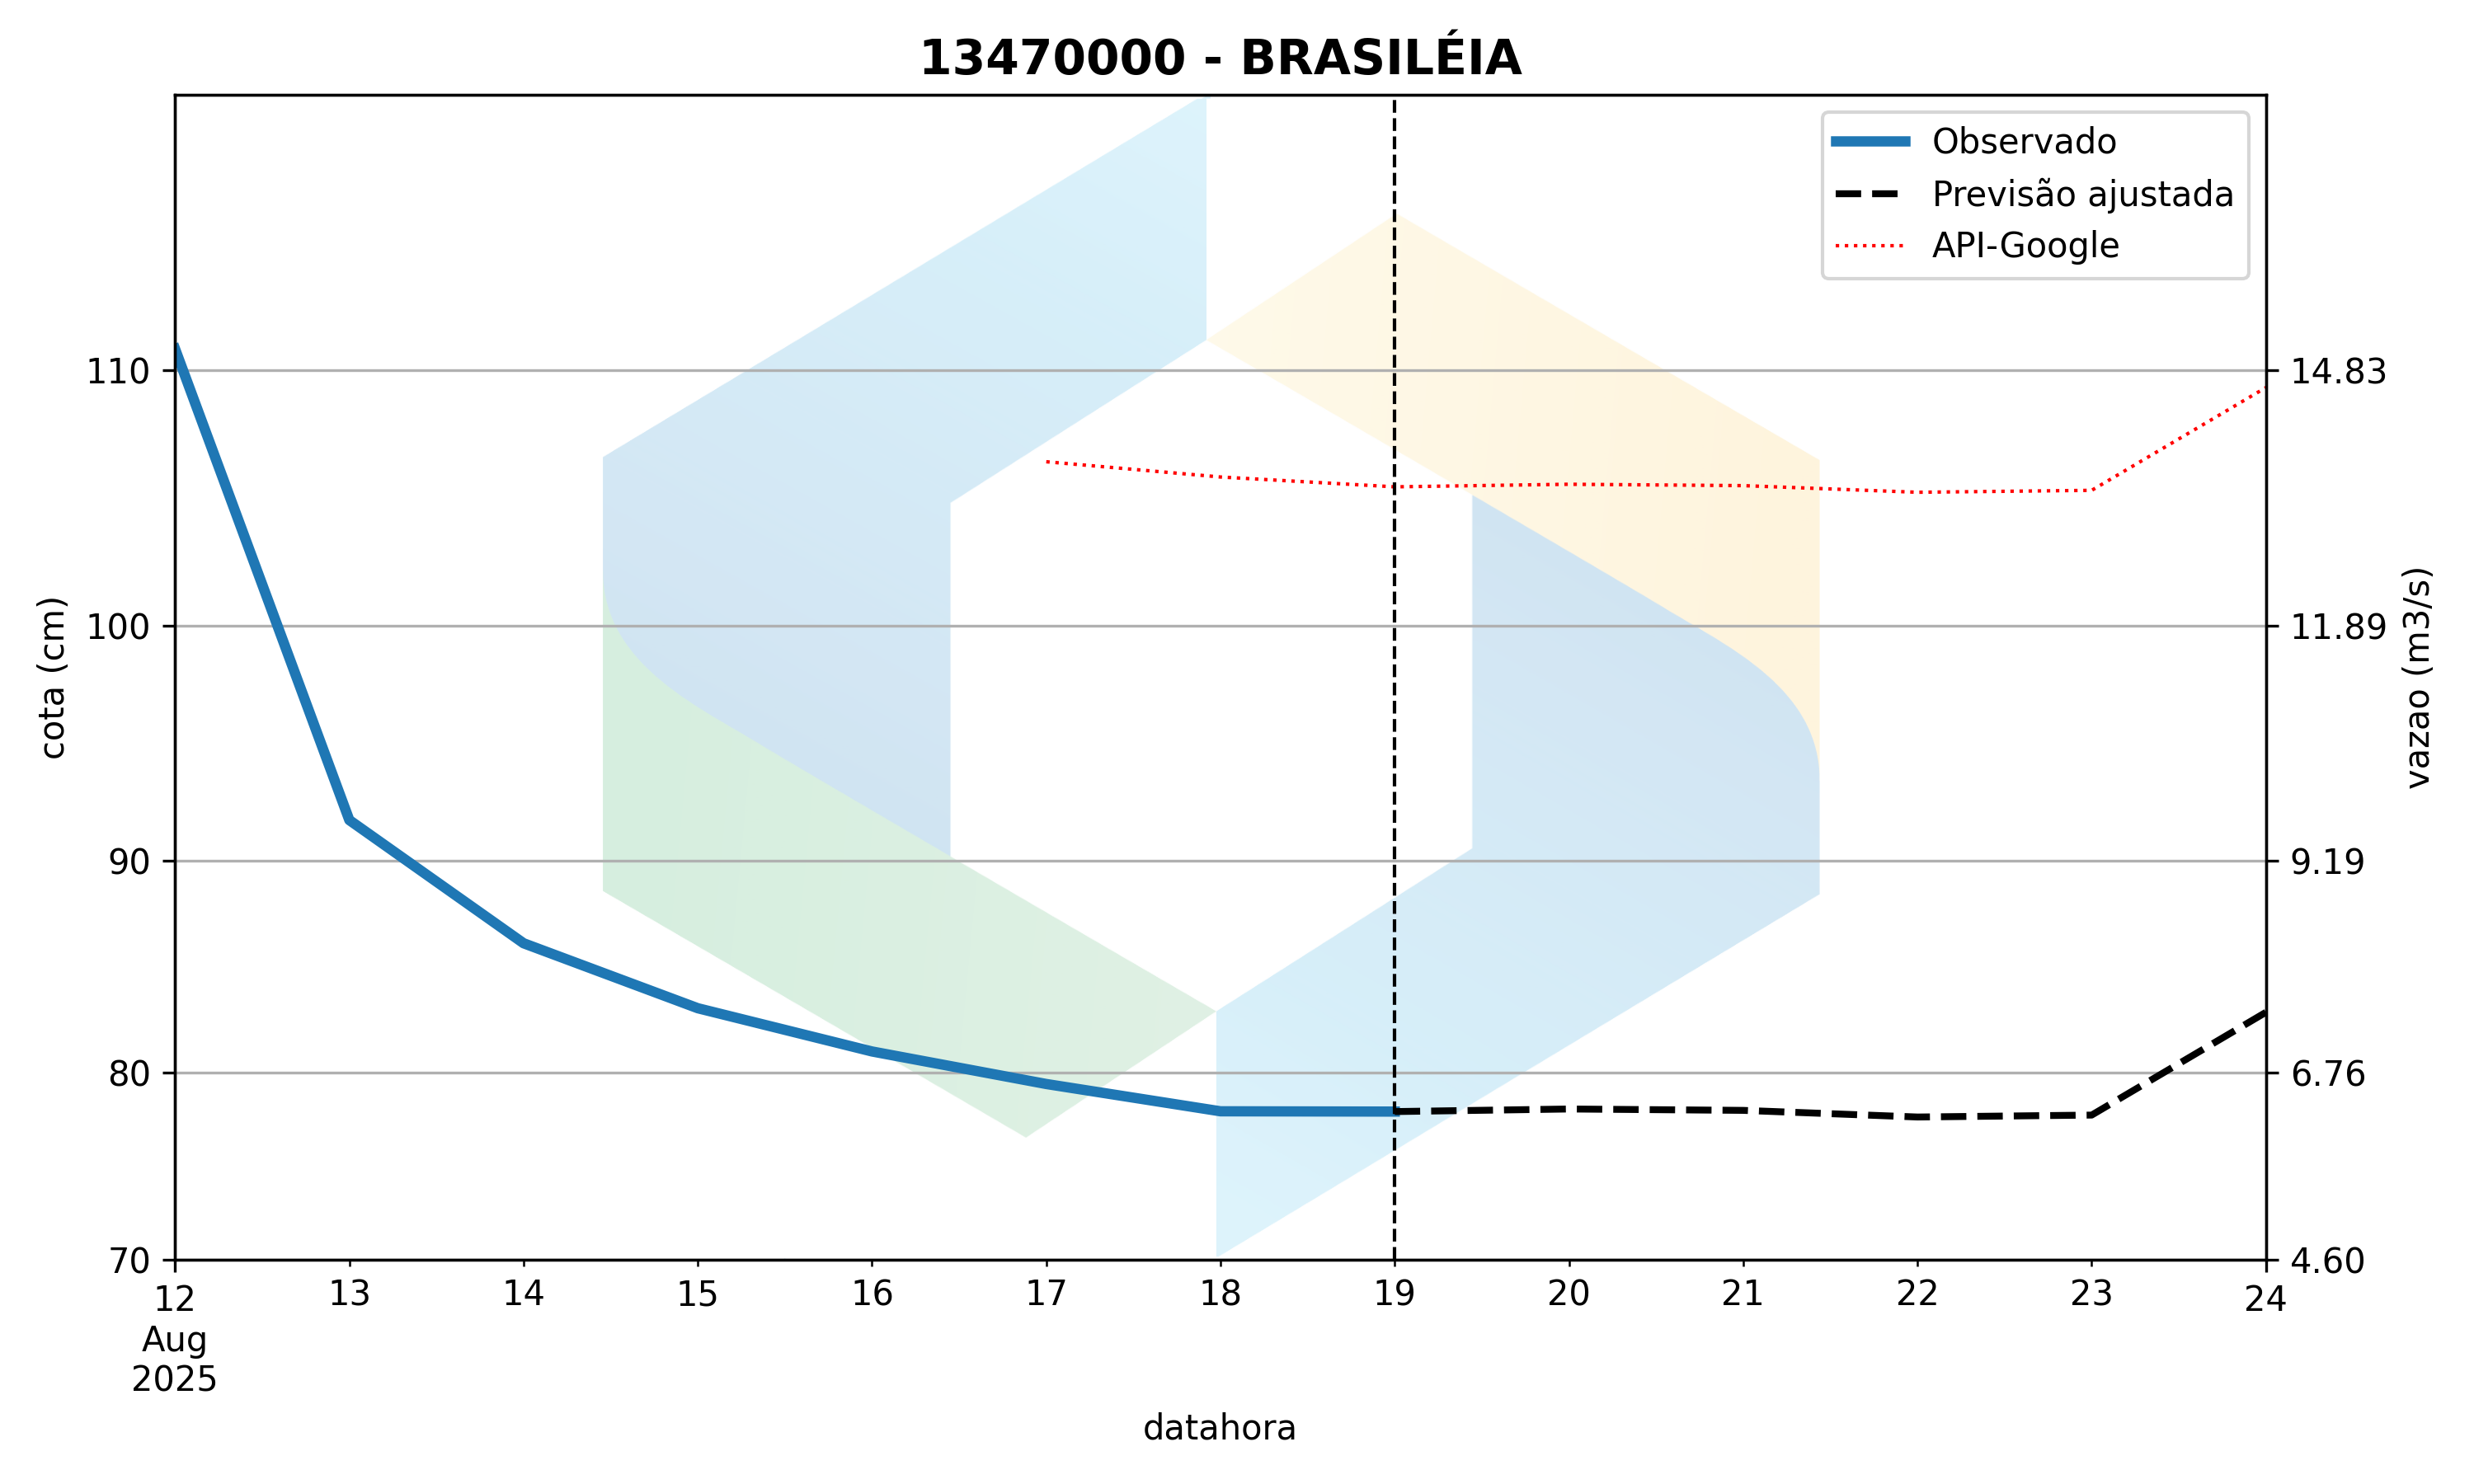 13470000 - BRASILÉIA
Observado
Previsão ajustada
API-Google
110
100
90
80
70
cota (cm)
14.83
11.89
9.19
6.76
4.60
vazao (m3/s)
12 13 14 15 16 17 18 19 20 21 22 23 24
Aug
2025
datahora